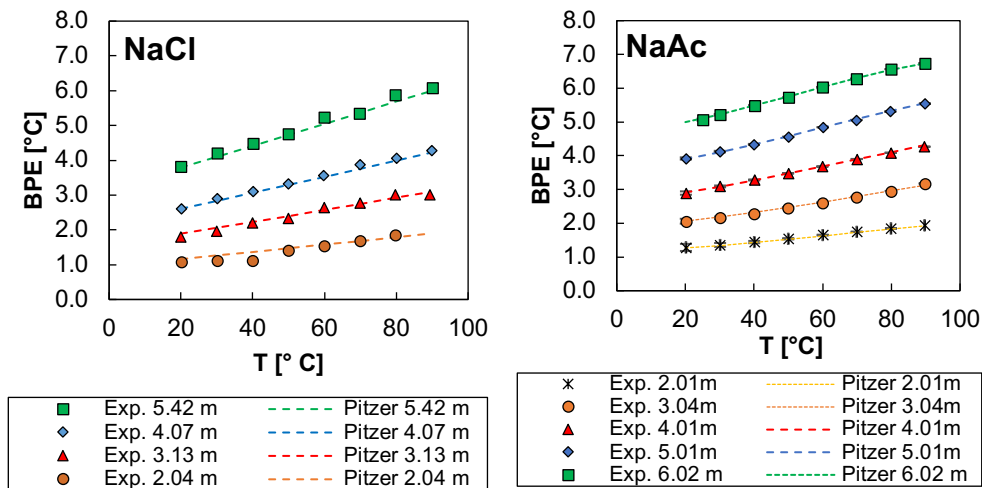 NaCl
BPE [°C]
8.0
7.0
6.0
5.0
4.0
3.0
2.0
1.0
0.0
0 20 40 60 80 100
T [° C]
Exp. 5.42 m Pitzer 5.42 m
Exp. 4.07 m Pitzer 4.07 m
Exp. 3.13 m Pitzer 3.13 m
Exp. 2.04 m Pitzer 2.04 m
NaAc
BPE [°C]
8.0
7.0
6.0
5.0
4.0
3.0
2.0
1.0
0.0
0 20 40 60 80 100
T [°C]
Exp. 2.01m Pitzer 2.01m
Exp. 3.04m Pitzer 3.04m
Exp. 4.01m Pitzer 4.01m
Exp. 5.01m Pitzer 5.01m
Exp. 6.02 m Pitzer 6.02 m